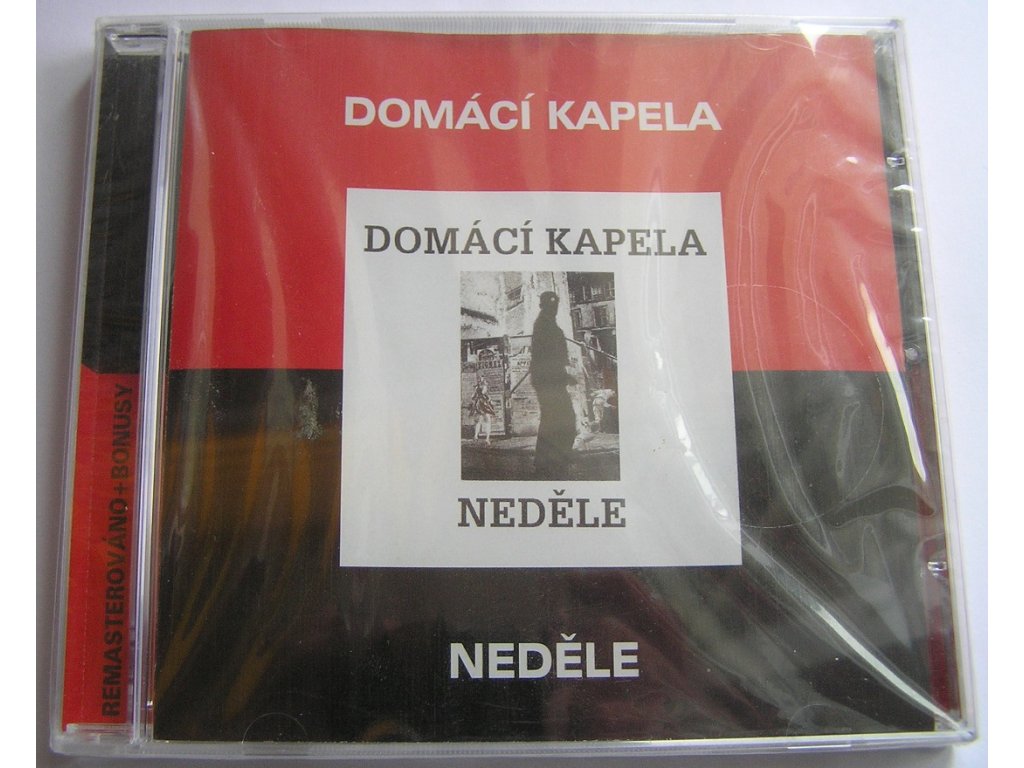 DOMÁCÍ KAPELA
DOMÁCÍ KAPELA
NEDĚLE
NEDĚLE
REMASTEROVÁNO+BONUSY